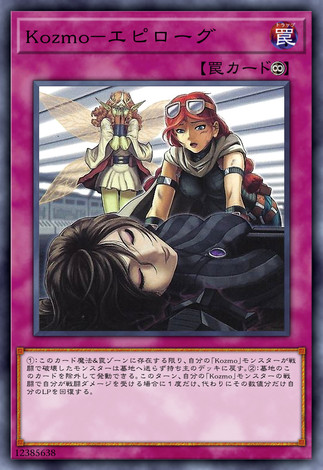 Kozmo－エピローグ
トラップ
罠
【罠カード♾】
①:このカード魔法&罠ゾーンに存在する限り、自分の「Kozmo」モンスターが戦
闘で破壊したモンスターは墓地へ送らず持ち主のデッキに戻す。②:墓地のこ
のカードを除外して発動できる。このターン、自分の「Kozmo」モンスターの戦
闘で自分が戦闘ダメージを受ける場合に１度だけ、代わりにその数値分だけ自
分のLPを回復する。
12385638